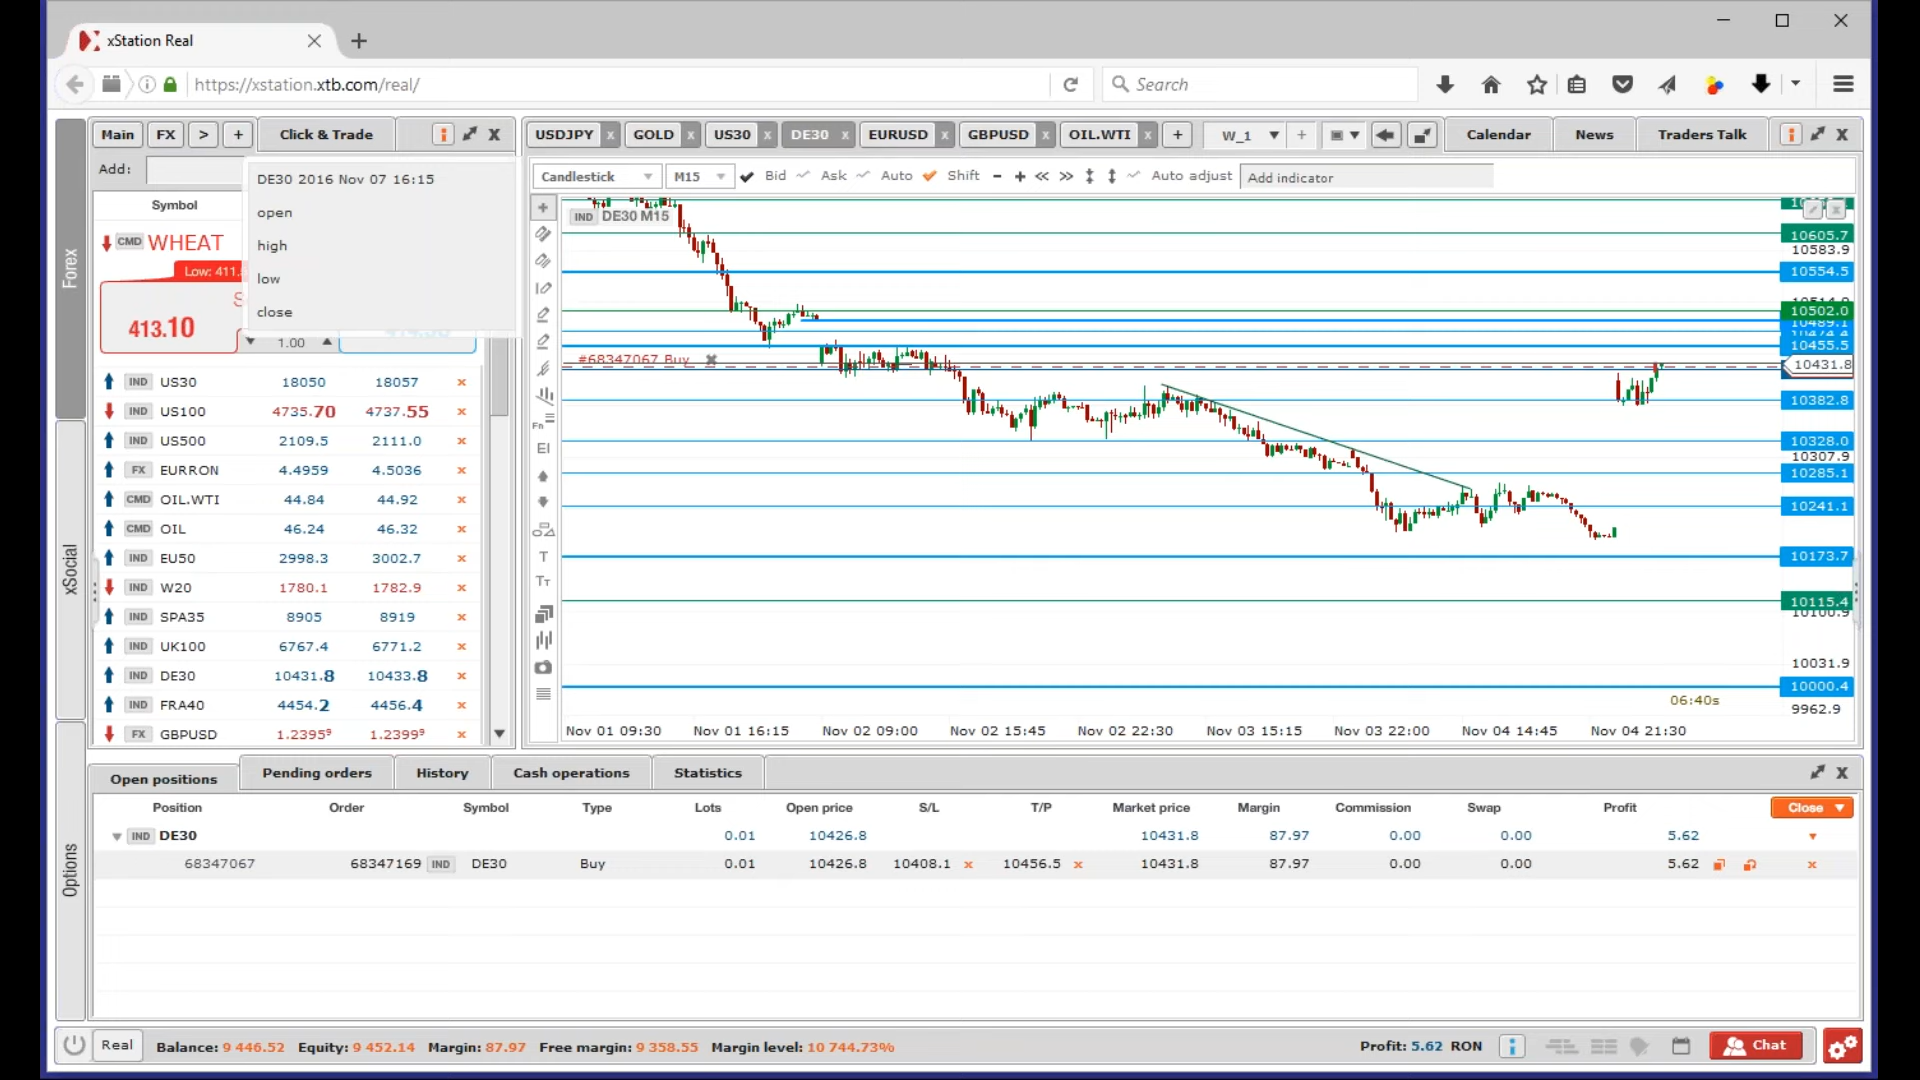 xStation Real
https://xstation.xtb.com/real/
Search
Main FX > + Click & Trade
USDJPY x GOLD x US30 x DE30 x EURUSD x GBPUSD x OIL.WTI x + W_1 + Calendar News Traders Talk
Add:
DE30 2016 Nov 07 16:15
open
high
low
close
Candlestick M15 Bid Ask Auto Shift - + Auto adjust Add indicator
Symbol
CMD WHEAT
Low: 411.
413.10
1.00
IND US30 18050 18057 x
IND US100 4735.70 4737.55 x
IND US500 2109.5 2111.0 x
FX EURRON 4.4959 4.5036 x
CMD OIL.WTI 44.84 44.92 x
CMD OIL 46.24 46.32 x
IND EU50 2998.3 3002.7 x
IND W20 1780.1 1782.9 x
IND SPA35 8905 8919 x
IND UK100 6767.4 6771.2 x
IND DE30 10431.8 10433.8 x
IND FRA40 4454.2 4456.4 x
FX GBPUSD 1.2395⁹ 1.2399⁹ x
Forex
xSocial
Options
IND DE30 M15
#68347067 Buy
Fn
EI
T
TT
10605.7
10583.9
10554.5
10502.0
10455.5
10431.8
10382.8
10328.0
10307.9
10285.1
10241.1
10173.7
10115.4
10100.9
10031.9
10000.4
9962.9
06:40s
Nov 01 09:30 Nov 01 16:15 Nov 02 09:00 Nov 02 15:45 Nov 02 22:30 Nov 03 15:15 Nov 03 22:00 Nov 04 14:45 Nov 04 21:30
Open positions Pending orders History Cash operations Statistics
Position Order Symbol Type Lots Open price S/L T/P Market price Margin Commission Swap Profit Close
IND DE30 0.01 10426.8 10431.8 87.97 0.00 0.00 5.62
68347067 68347169 IND DE30 Buy 0.01 10426.8 10408.1 x 10456.5 x 10431.8 87.97 0.00 0.00 5.62 x
Real Balance: 9 446.52 Equity: 9 452.14 Margin: 87.97 Free margin: 9 358.55 Margin level: 10 744.73% Profit: 5.62 RON Chat